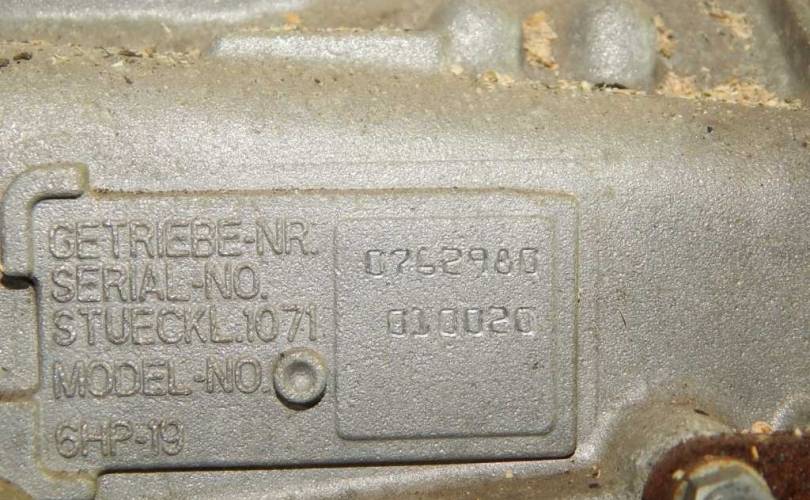 GETRIEBE-NR. 0762980
SERIAL-NO.
STUECKL.1071 010020
MODEL-NO.
6HP-19